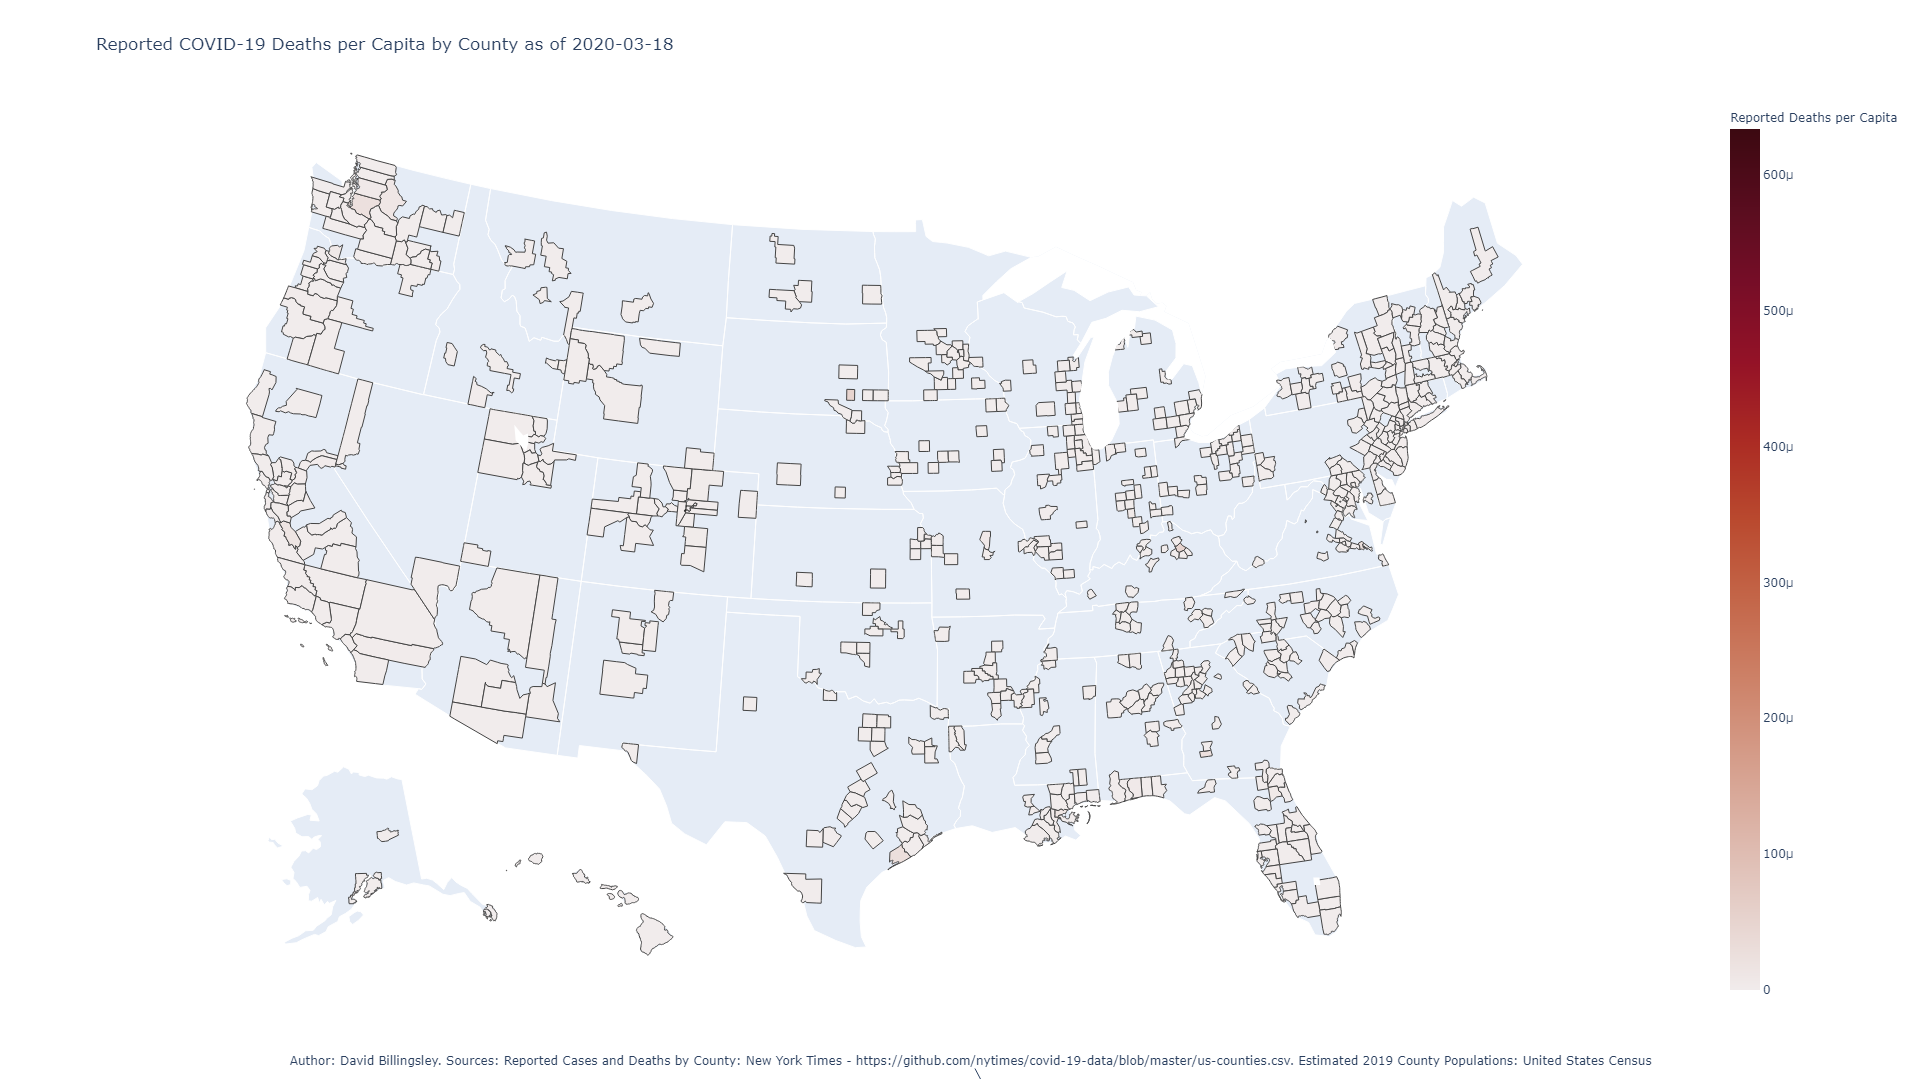 Reported COVID-19 Deaths per Capita by County as of 2020-03-18
Reported Deaths per Capita
600µ
500µ
400µ
300µ
200µ
100µ
0
Author: David Billingsley. Sources: Reported Cases and Deaths by County: New York Times - https://github.com/nytimes/covid-19-data/blob/master/us-counties.csv. Estimated 2019 County Populations: United States Census